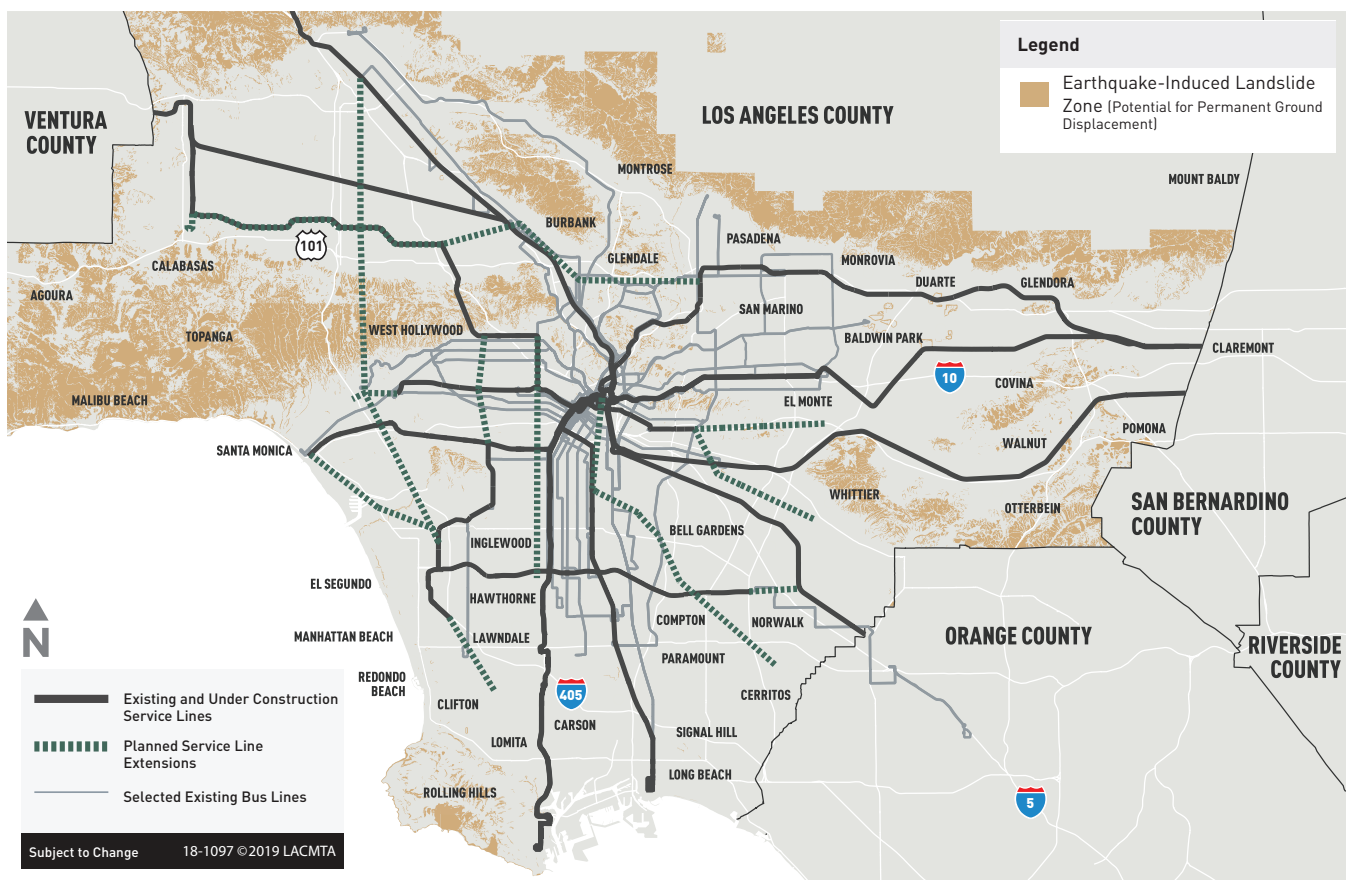 Legend
Earthquake-Induced Landslide
Zone (Potential for Permanent Ground
Displacement)
VENTURA
COUNTY
LOS ANGELES COUNTY
MONTROSE
MOUNT BALDY
BURBANK
101
PASADENA
GLENDALE
MONROVIA
CALABASAS
DUARTE
GLENDORA
AGOURA
SAN MARINO
TOPANGA
WEST HOLLYWOOD
BALDWIN PARK
CLAREMONT
10
COVINA
MALIBU BEACH
EL MONTE
POMONA
WALNUT
SANTA MONICA
WHITTIER
SAN BERNARDINO
COUNTY
OTTERBEIN
BELL GARDENS
INGLEWOOD
EL SEGUNDO
HAWTHORNE
COMPTON
NORWALK
N
MANHATTAN BEACH
LAWNDALE
ORANGE COUNTY
RIVERSIDE
COUNTY
PARAMOUNT
REDONDO
BEACH
405
CERRITOS
CLIFTON
CARSON
SIGNAL HILL
LOMITA
LONG BEACH
ROLLING HILLS
5
Existing and Under Construction
Service Lines
Planned Service Line
Extensions
Selected Existing Bus Lines
Subject to Change 18-1097 ©2019 LACMTA